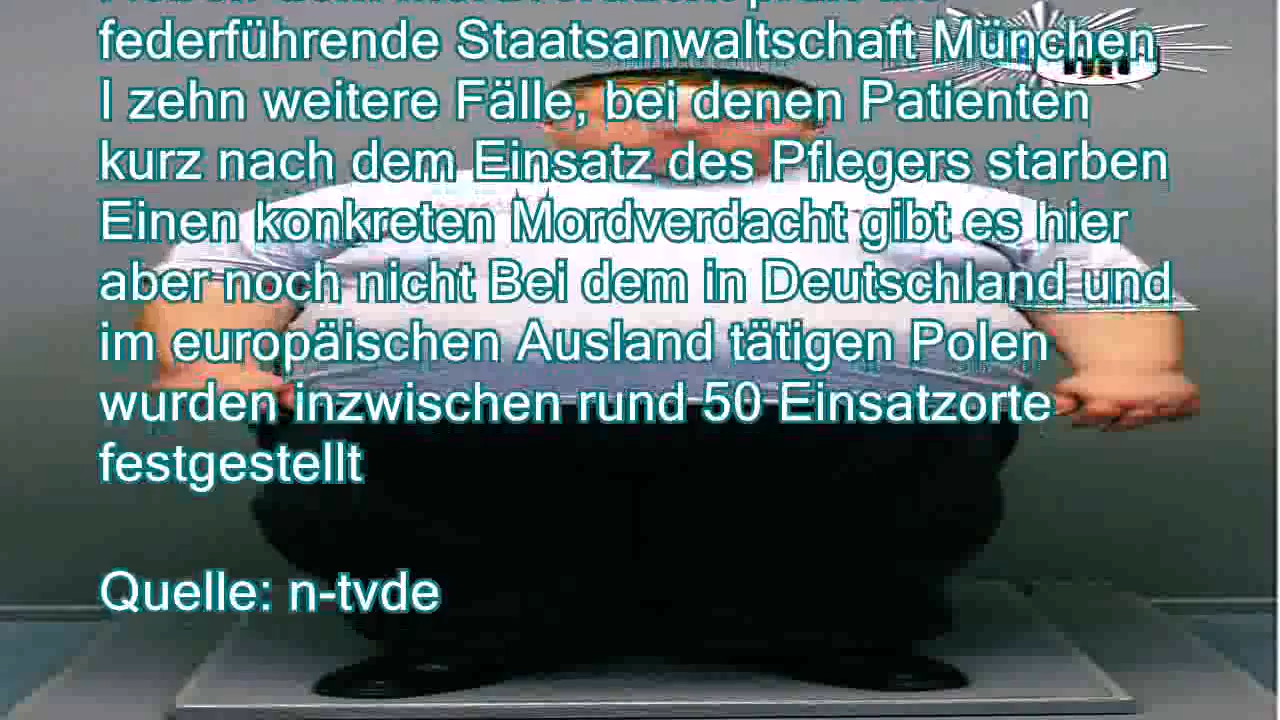 federführende Staatsanwaltschaft München
I zehn weitere Fälle, bei denen Patienten
kurz nach dem Einsatz des Pflegers starben
Einen konkreten Mordverdacht gibt es hier
aber noch nicht Bei dem in Deutschland und
im europäischen Ausland tätigen Polen
wurden inzwischen rund 50 Einsatzorte
festgestellt
Quelle: n-tvde